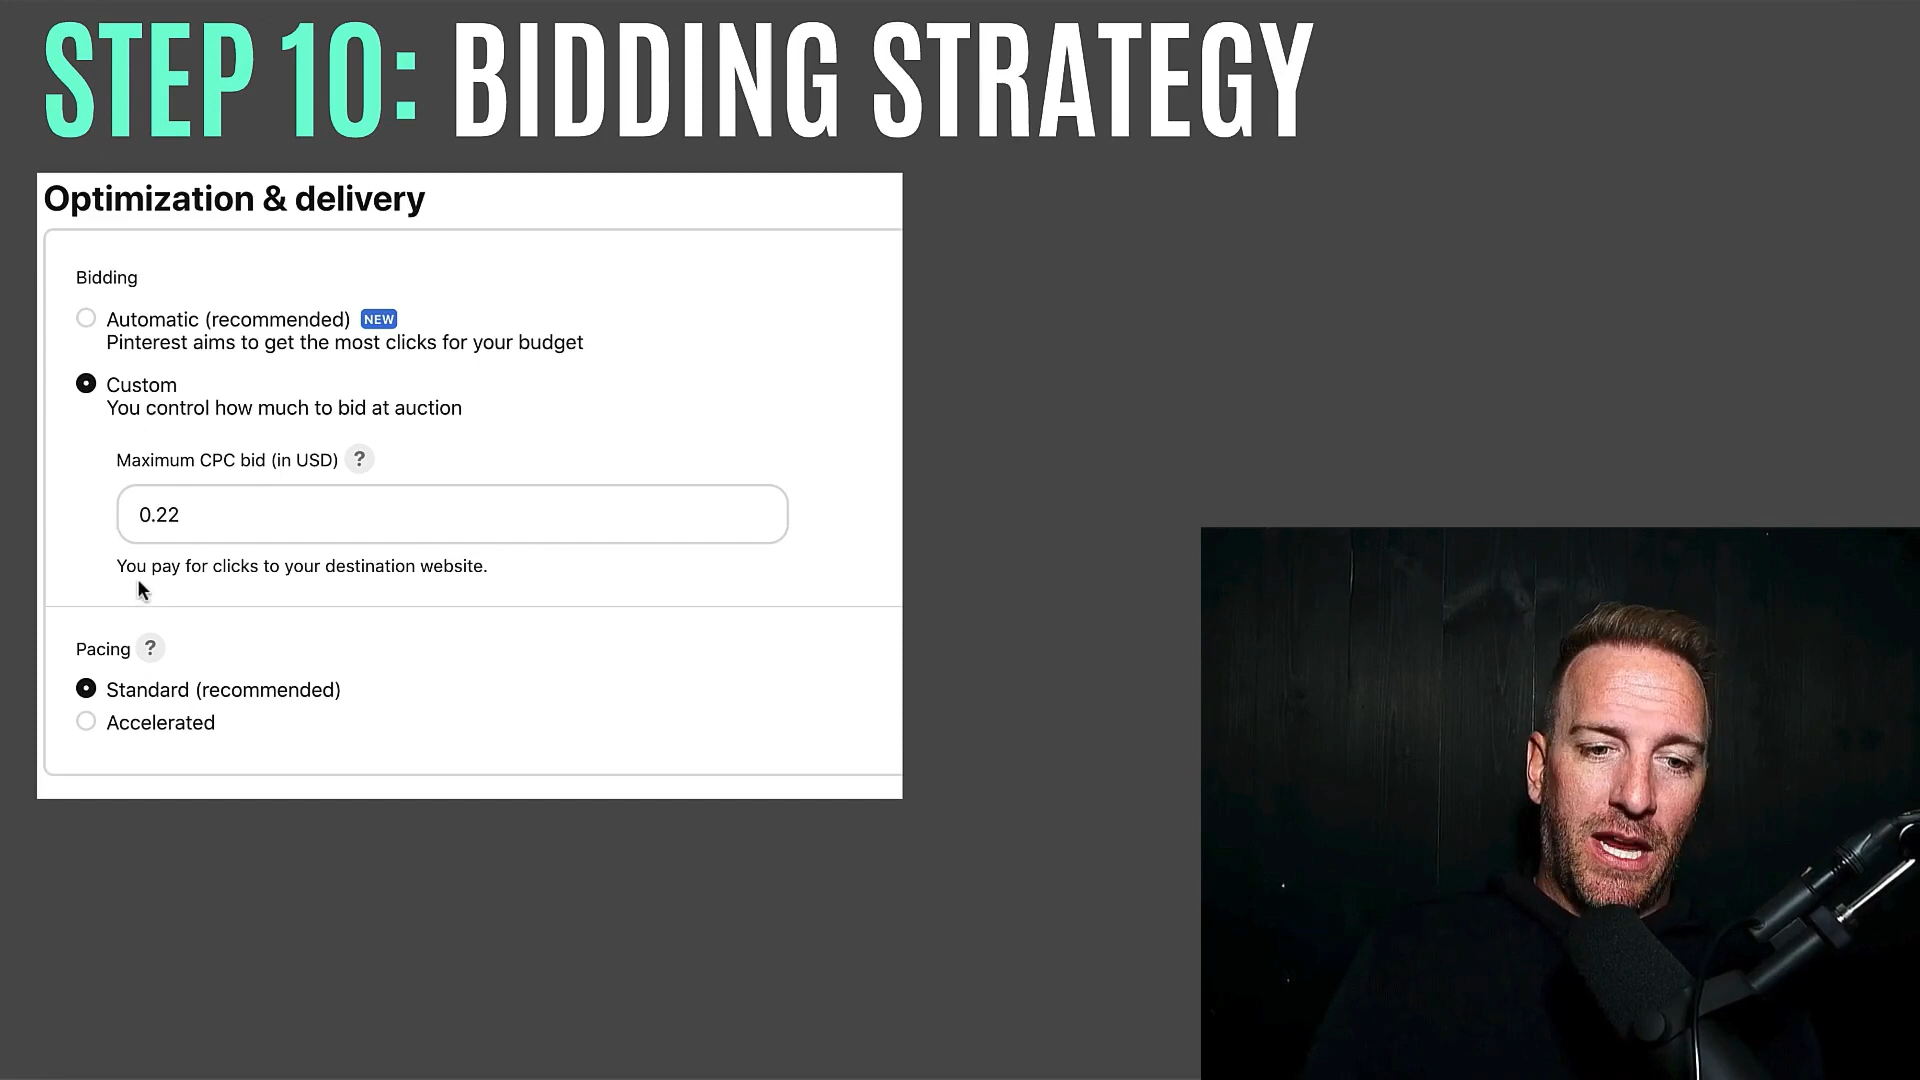 STEP 10: BIDDING STRATEGY
Optimization & delivery
Bidding
Automatic (recommended) NEW
Pinterest aims to get the most clicks for your budget
Custom
You control how much to bid at auction
Maximum CPC bid (in USD) ?
0.22
You pay for clicks to your destination website.
Pacing ?
Standard (recommended)
Accelerated